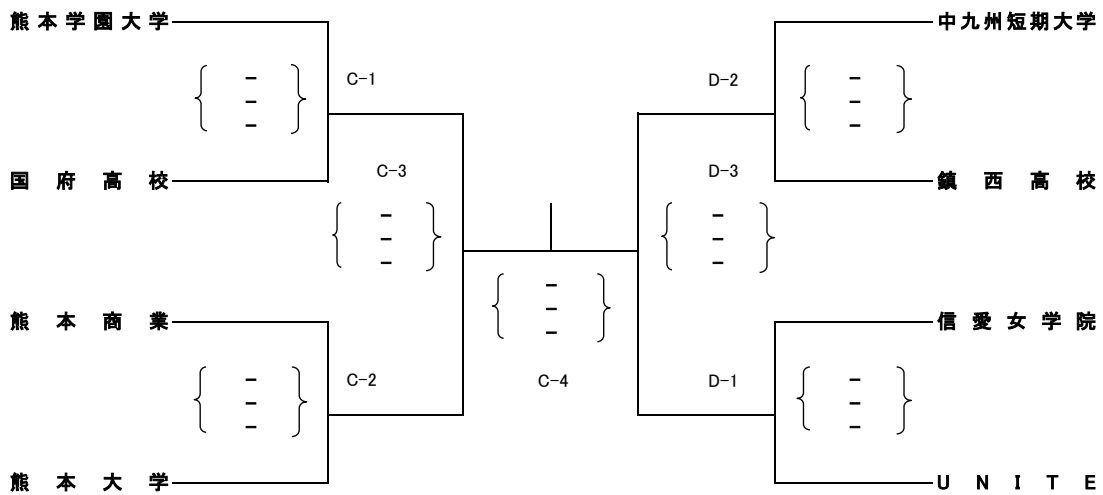 熊本学園大学
中九州短期大学
C-1
D-2
{ - - - }
{ - - - }
国府高校
鎮西高校
C-3
D-3
{ - - - }
{ - - - }
{ - - - }
熊本商業
信愛女学院
C-2
C-4
D-1
{ - - - }
{ - - - }
熊本大学
UNITE